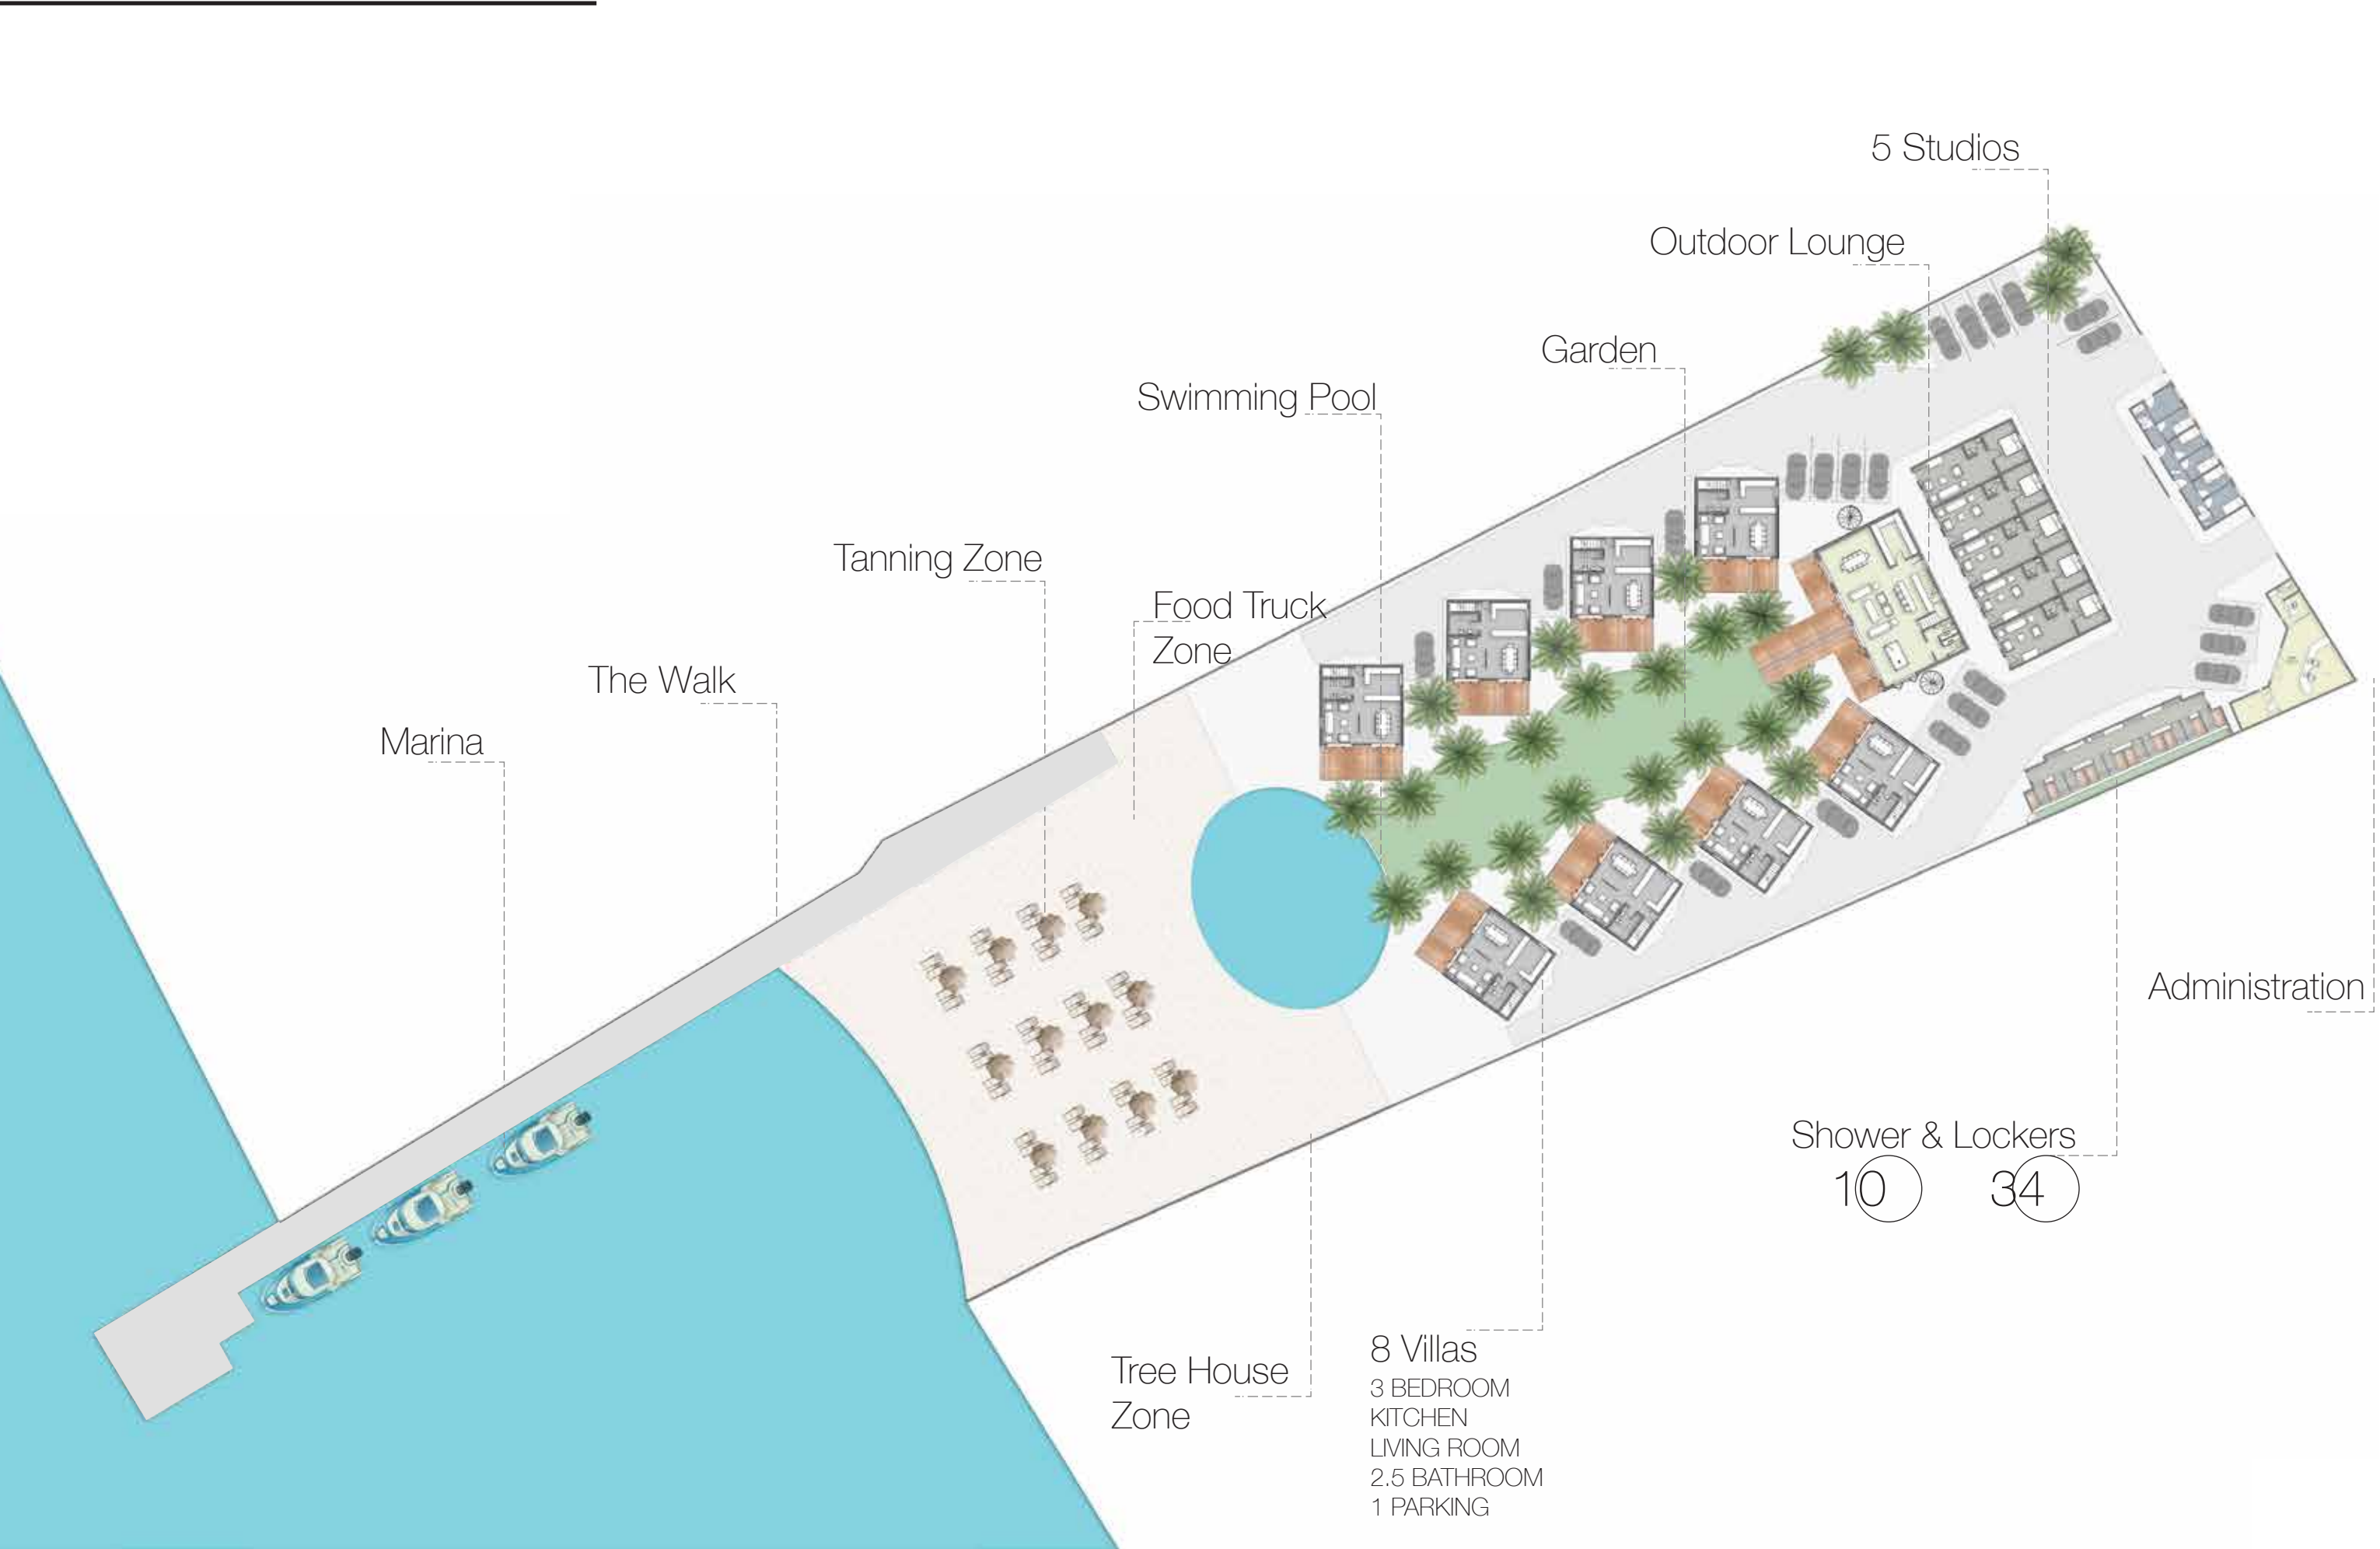 5 Studios
Outdoor Lounge
Garden
Swimming Pool
Tanning Zone
Food Truck
Zone
The Walk
Marina
Administration
Shower & Lockers
10 34
Tree House
Zone
8 Villas
3 BEDROOM
KITCHEN
LIVING ROOM
2.5 BATHROOM
1 PARKING